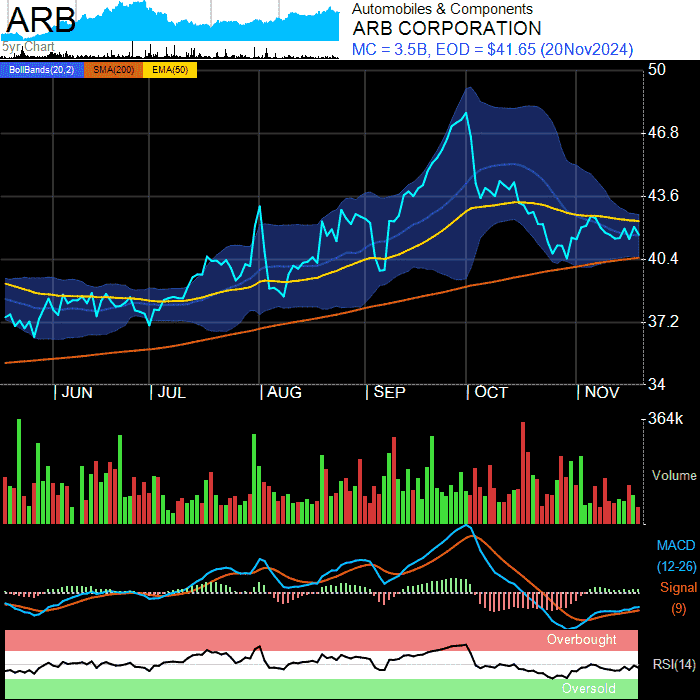 ARB
5yr Chart
Automobiles & Components
ARB CORPORATION
MC = 3.5B, EOD = $41.65 (20Nov2024)
BollBands(20,2) SMA(200) EMA(50)
50
46.8
43.6
40.4
37.2
34
JUN JUL AUG SEP OCT NOV
364k
Volume
MACD
(12-26)
Signal
(9)
Overbought
RSI(14)
Oversold